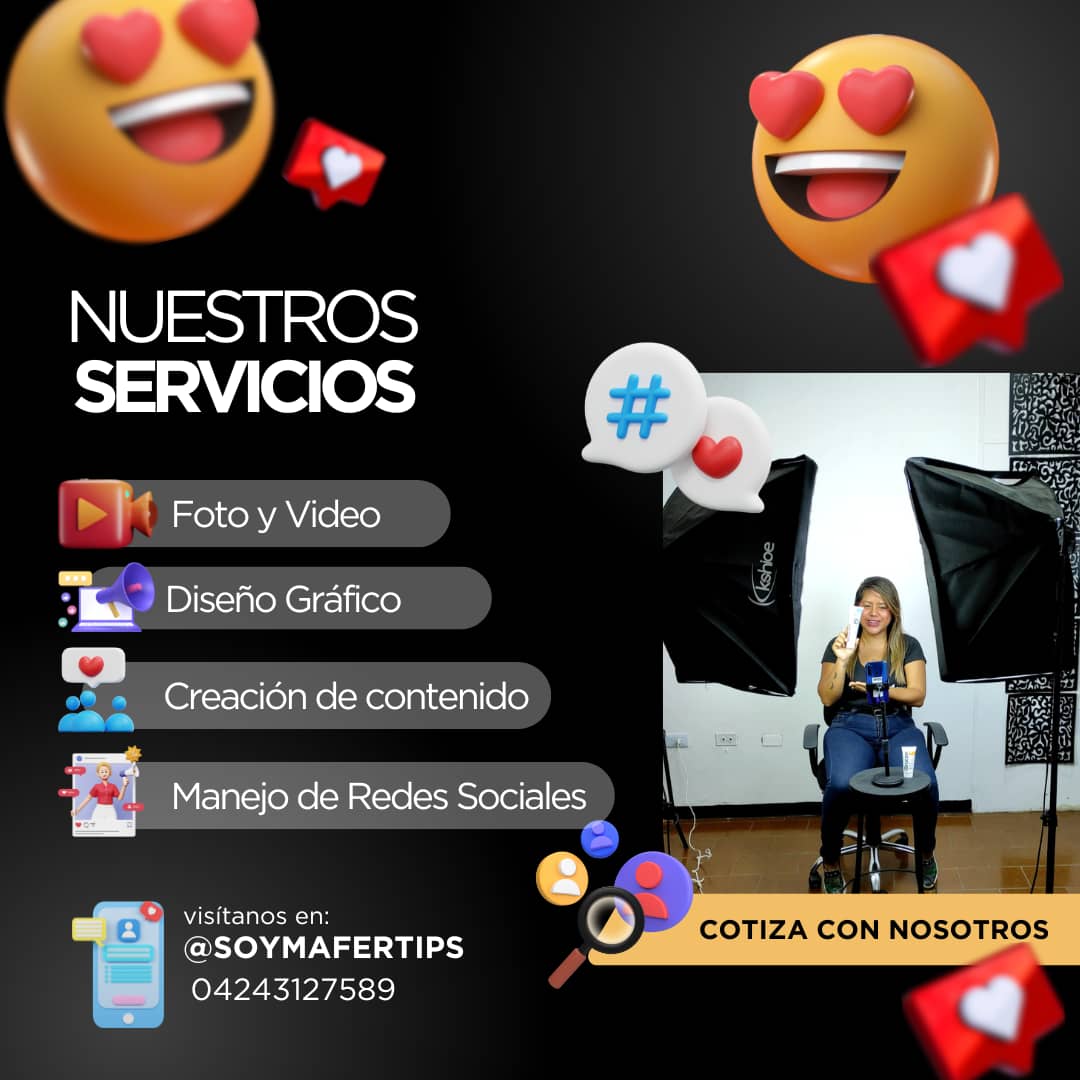 NUESTROS
SERVICIOS
Foto y Video
Diseño Gráfico
Creación de contenido
Manejo de Redes Sociales
visítanos en:
@SOYMAFERTIPS
04243127589
#
Kshioe
COTIZA CON NOSOTROS